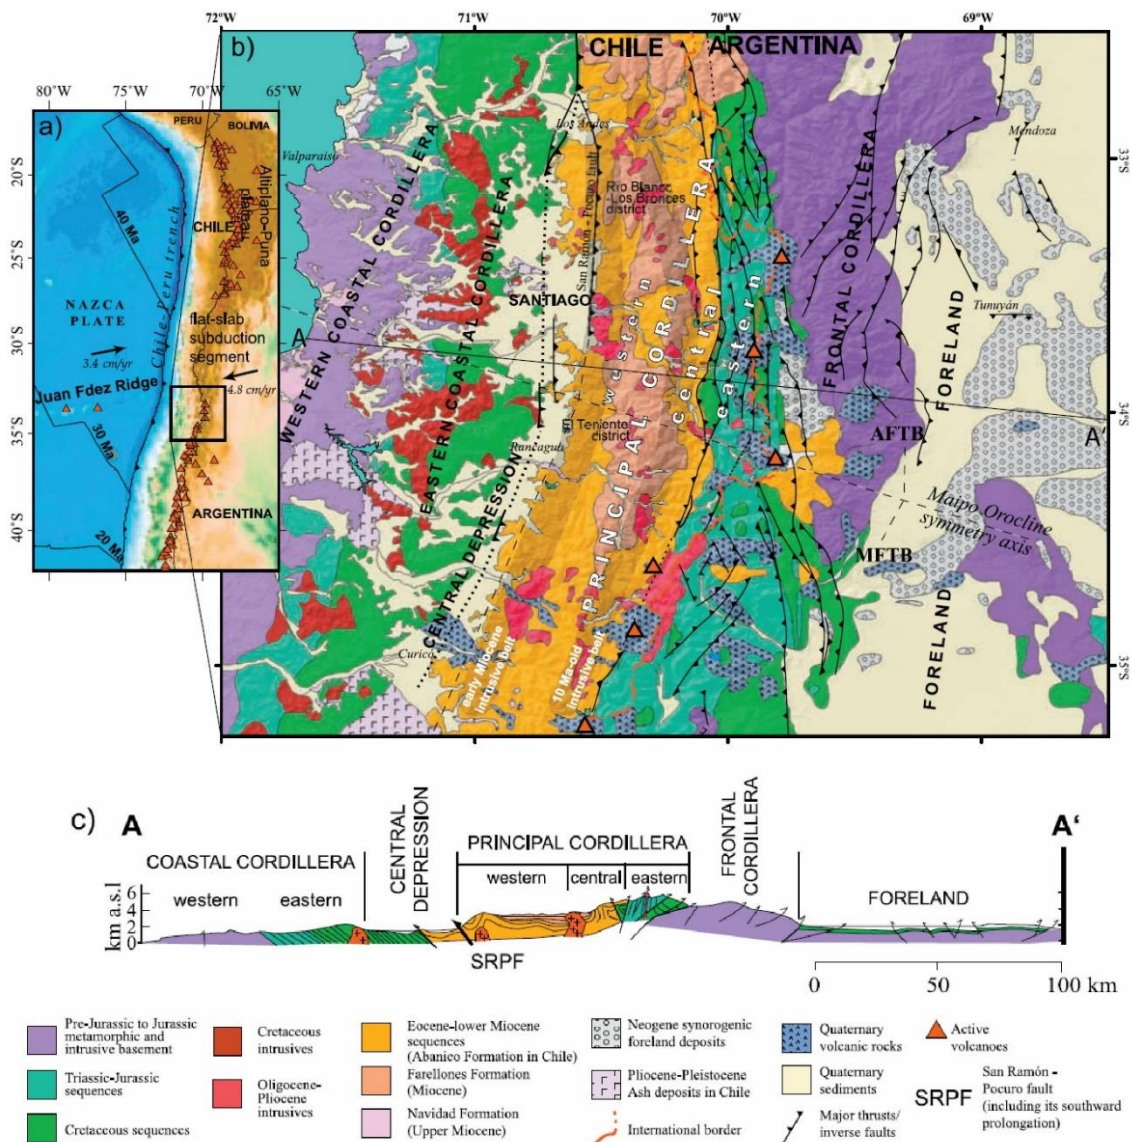 72°W
71°W
70°W
69°W
b)
CHILE
ARGENTINA
80°W
75°W
70°W
65°W
a)
PERU
BOLIVIA
20°S
25°S
30°S
35°S
40°S
40 Ma
30 Ma
20 Ma
CHILE
Altiplano-Puna
plateau
Chile Peru trench
NAZCA
PLATE
3.4 cm/yr
flat-slab
subduction
segment
4.8 cm/yr
Juan Fdez Ridge
ARGENTINA
Valparaiso
Los Andes
Mendoza
33°S
34°S
35°S
WESTERN COASTAL CORDILLERA
EASTERN COASTAL CORDILLERA
CENTRAL DEPRESSION
San Ramón - Pocuro fault
Río Blanco
-Los Bronces
district
SANTIAGO
PRINCIPAL CORDILLERA
western
central
eastern
FRONTAL CORDILLERA
FORELAND
Tunuyán
A
A'
El
Teniente
district
Rancagua
AFTB
Maipo Orocline
symmetry axis
MFTB
FORELAND
Curicó
early Miocene
intrusive belt
10 Ma-old
intrusive belt
72°W
71°W
70°W
69°W
c)
A
A'
COASTAL CORDILLERA
western
eastern
CENTRAL
DEPRESSION
PRINCIPAL CORDILLERA
western
central
eastern
FRONTAL
CORDILLERA
FORELAND
km a.s.l
6
4
2
0
SRPF
0
50
100 km
Pre-Jurassic to Jurassic
metamorphic and
intrusive basement
Triassic-Jurassic
sequences
Cretaceous sequences
Cretaceous
intrusives
Oligocene-
Pliocene
intrusives
Eocene-lower Miocene
sequences
(Abanico Formation in Chile)
Farellones Formation
(Miocene)
Navidad Formation
(Upper Miocene)
Neogene synorogenic
foreland deposits
Pliocene-Pleistocene
Ash deposits in Chile
International border
Quaternary
volcanic rocks
Quaternary
sediments
Major thrusts/
inverse faults
Active
volcanoes
SRPF
San Ramón -
Pocuro fault
(including its southward
prolongation)